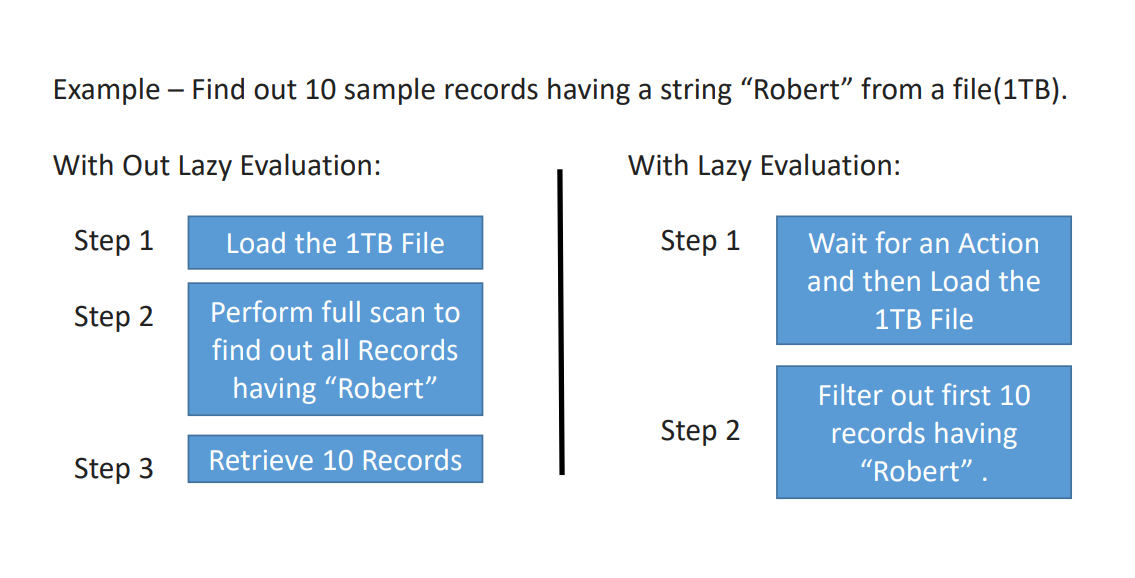 Example – Find out 10 sample records having a string “Robert” from a file(1TB).
With Out Lazy Evaluation:
Step 1
Load the 1TB File
Step 2
Perform full scan to
find out all Records
having “Robert”
Step 3
Retrieve 10 Records
With Lazy Evaluation:
Step 1
Wait for an Action
and then Load the
1TB File
Step 2
Filter out first 10
records having
“Robert” .